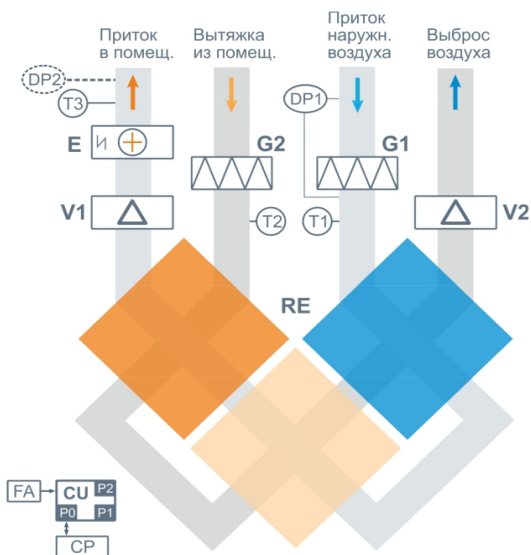 Приток
в помещ.
Вытяжка
из помещ.
Приток
наружн.
воздуха
Выброс
воздуха
DP2
T3
DP1
E
И
G2
G1
V1
T2
T1
V2
RE
FA
CU
P2
P0
P1
CP